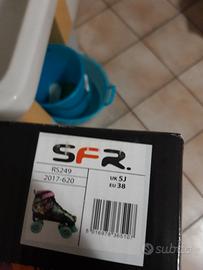 SFR.
RS249
2017-620
UK 5J
EU 38
subito